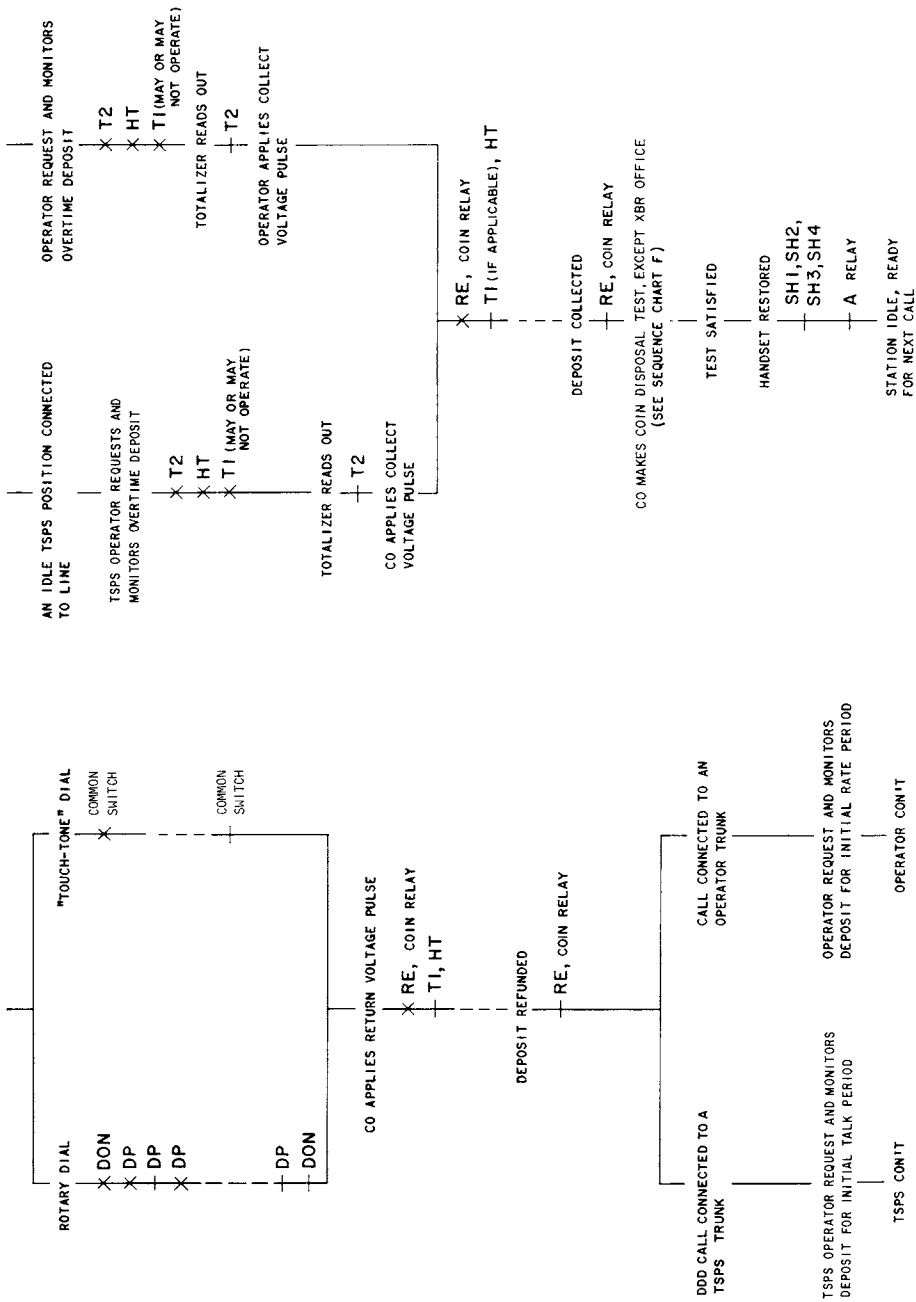 ROTARY DIAL
DON
DP
DP
DP
DP
DON
"TOUCH-TONE" DIAL
COMMON
SWITCH
COMMON
SWITCH
CO APPLIES RETURN VOLTAGE PULSE
RE, COIN RELAY
T1, HT
DEPOSIT REFUNDED
RE, COIN RELAY
DDD CALL CONNECTED TO A
TSPS TRUNK
TSPS OPERATOR REQUEST AND MONITORS
DEPOSIT FOR INITIAL TALK PERIOD
TSPS CON'T
CALL CONNECTED TO AN
OPERATOR TRUNK
OPERATOR REQUEST AND MONITORS
DEPOSIT FOR INITIAL RATE PERIOD
OPERATOR CON'T
AN IDLE TSPS POSITION CONNECTED
TO LINE
TSPS OPERATOR REQUESTS AND
MONITORS OVERTIME DEPOSIT
T2
HT
T1 (MAY OR MAY
NOT OPERATE)
TOTALIZER READS OUT
T2
CO APPLIES COLLECT
VOLTAGE PULSE
OPERATOR REQUEST AND MONITORS
OVERTIME DEPOSIT
T2
HT
T1 (MAY OR MAY
NOT OPERATE)
TOTALIZER READS OUT
T2
OPERATOR APPLIES COLLECT
VOLTAGE PULSE
RE, COIN RELAY
T1 (IF APPLICABLE), HT
DEPOSIT COLLECTED
RE, COIN RELAY
CO MAKES COIN DISPOSAL TEST, EXCEPT XBR OFFICE
(SEE SEQUENCE CHART F)
TEST SATISFIED
HANDSET RESTORED
SH1, SH2,
SH3, SH4
A RELAY
STATION IDLE, READY
FOR NEXT CALL